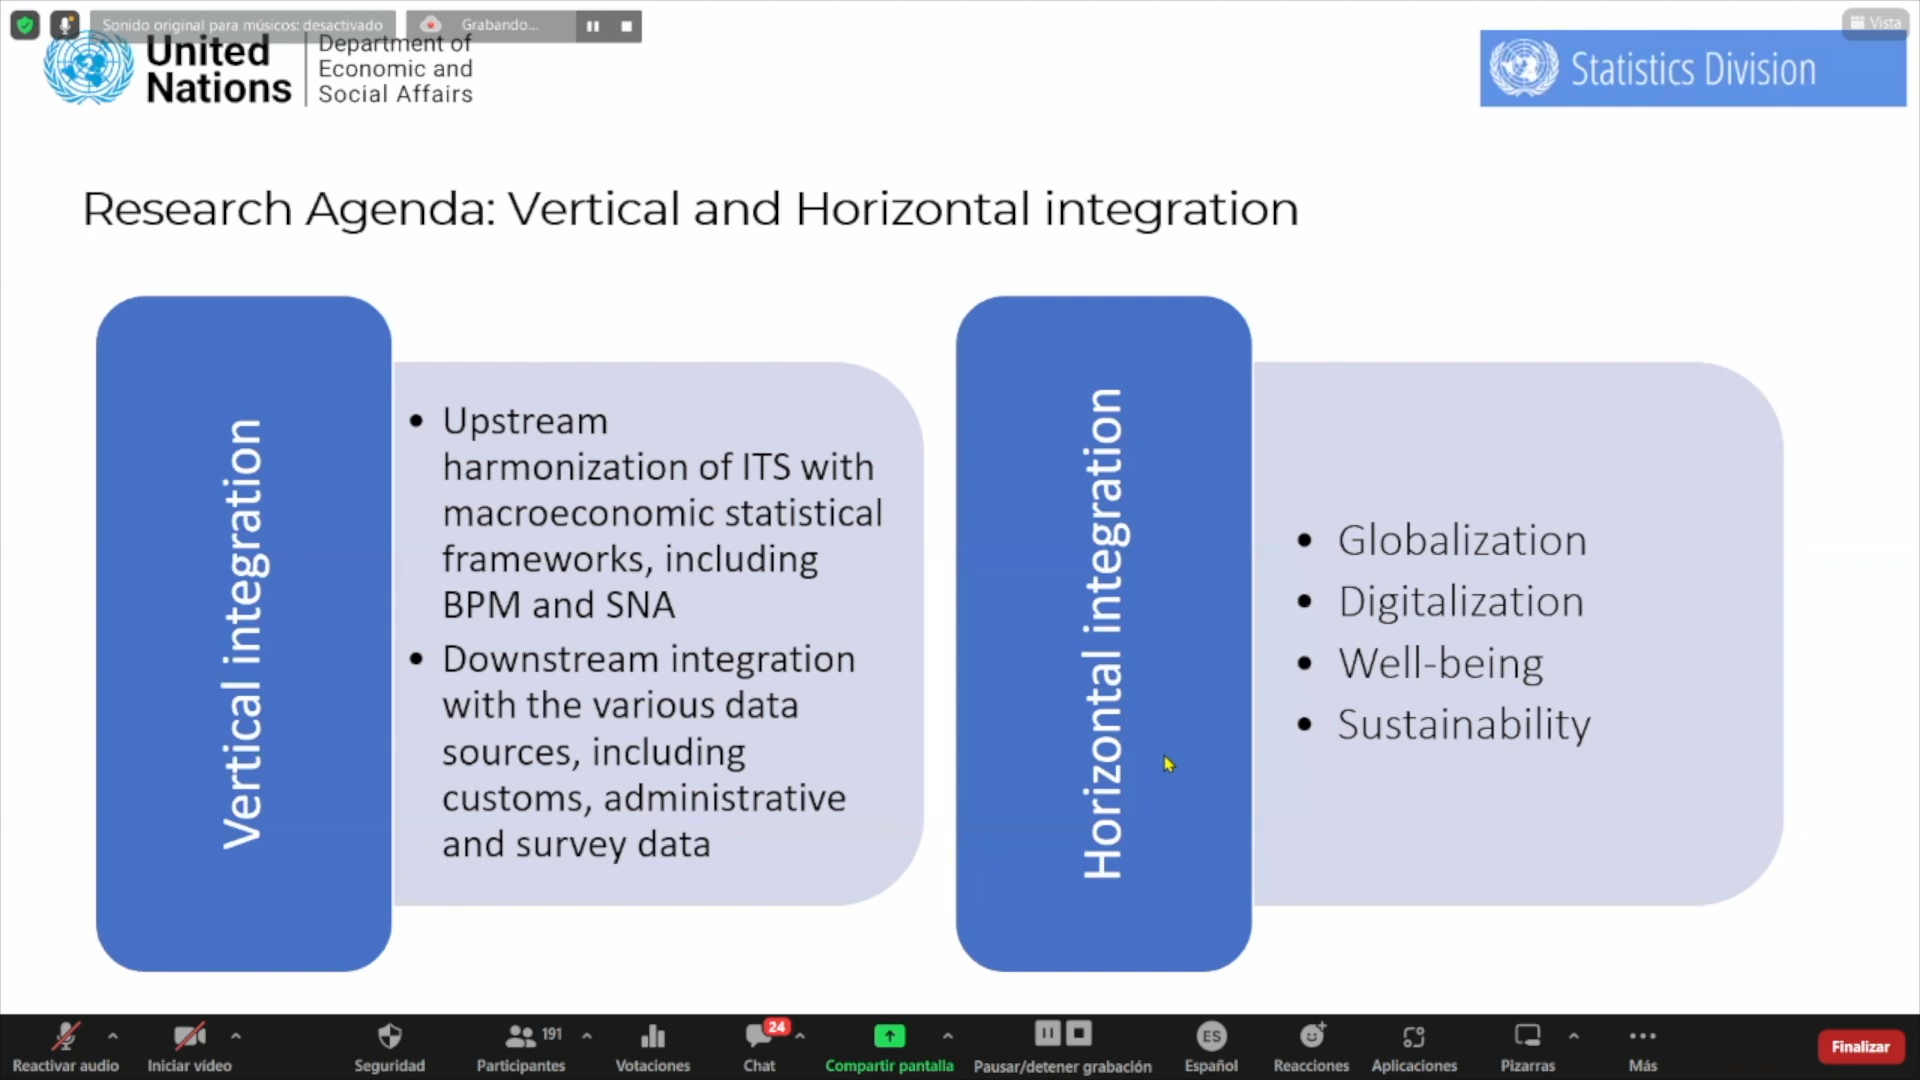 Sonido original para músicos: desactivado
Grabando...
Vista
United
Nations
Department of
Economic and
Social Affairs
Statistics Division
Research Agenda: Vertical and Horizontal integration
Vertical integration
• Upstream
harmonization of ITS with
macroeconomic statistical
frameworks, including
BPM and SNA
• Downstream integration
with the various data
sources, including
customs, administrative
and survey data
Horizontal integration
• Globalization
• Digitalization
• Well-being
• Sustainability
Reactivar audio
Iniciar vídeo
Seguridad
191
Participantes
Votaciones
24
Chat
Compartir pantalla
Pausar/detener grabación
ES
Español
Reacciones
Aplicaciones
Pizarras
Más
Finalizar